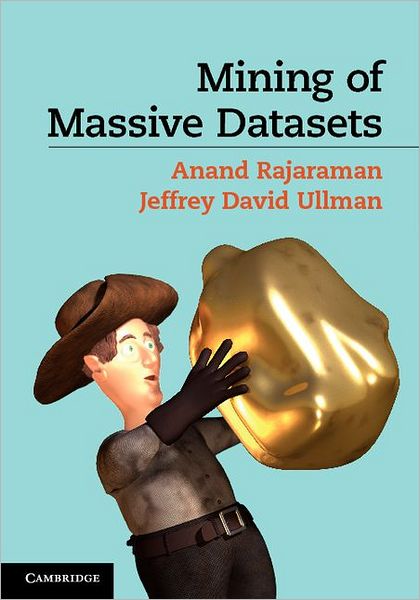 Mining of
Massive Datasets
Anand Rajaraman
Jeffrey David Ullman
CAMBRIDGE